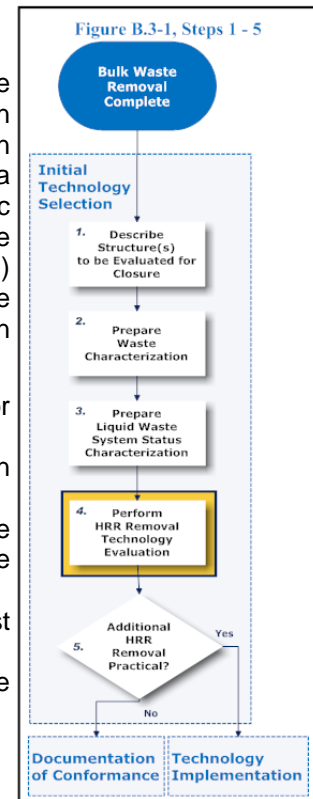 Figure B.3-1, Steps 1 - 5
Bulk Waste
Removal
Complete
Initial
Technology
Selection
1. Describe
Structure(s)
to be Evaluated for
Closure
2. Prepare
Waste
Characterization
3. Prepare
Liquid Waste
System Status
Characterization
4. Perform
HRR Removal
Technology
Evaluation
5. Additional
HRR
Removal
Practical?
Yes
No
Documentation
of Conformance
Technology
Implementation